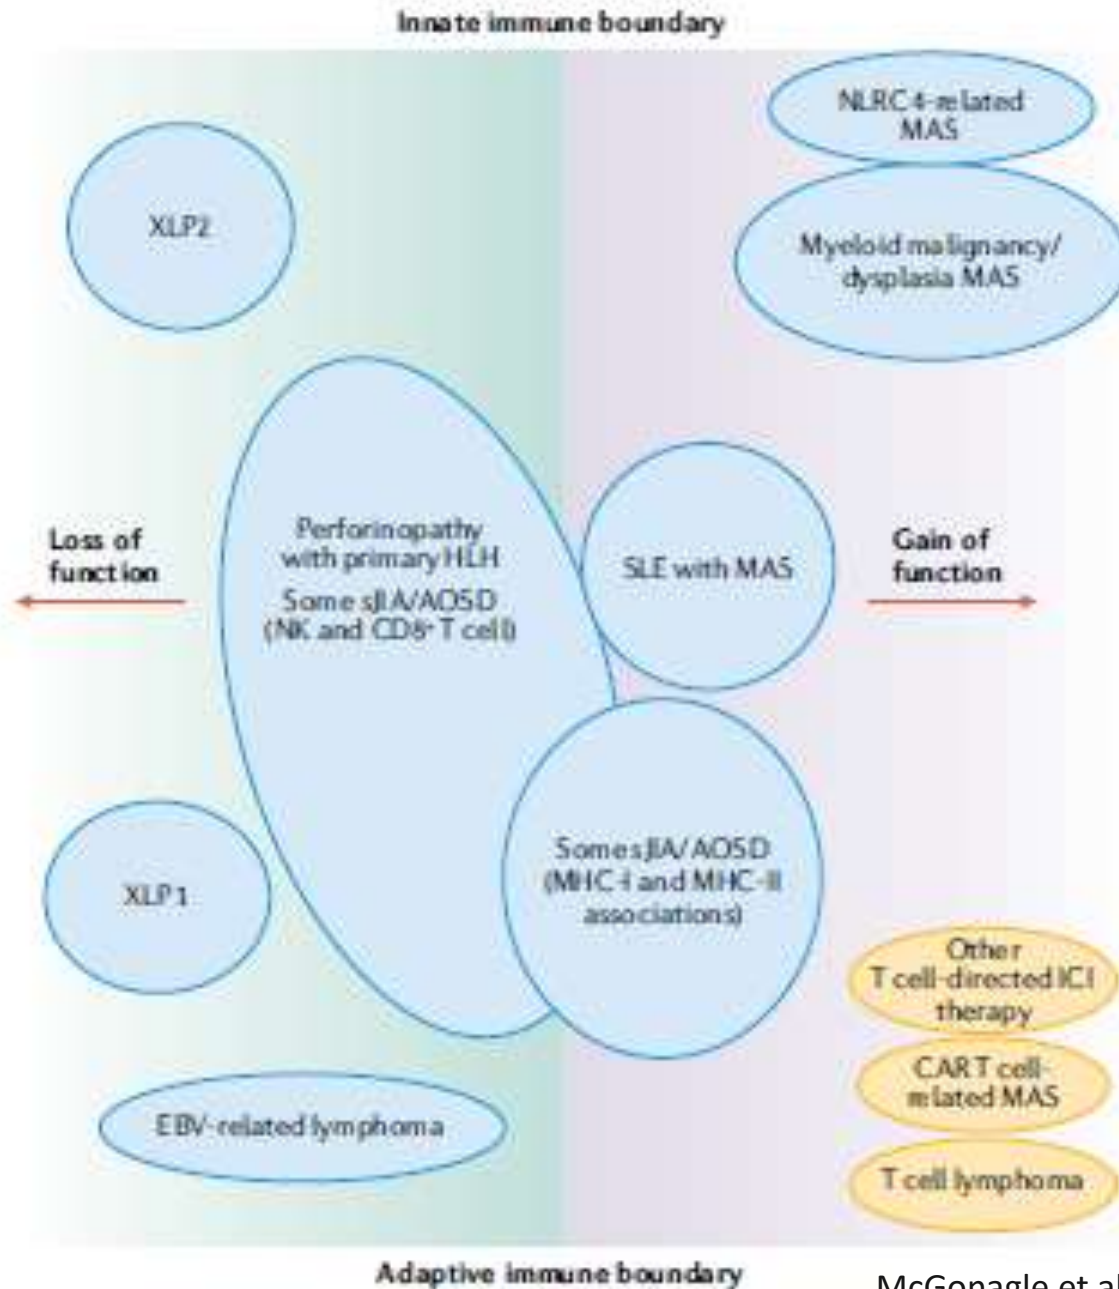 Innate immune boundary
NLRC4-related
MAS
XLP2
Myeloid malignancy/
dysplasia MAS
Perforinopathy
with primary HLH
Some sJIA/AOSD
(NK and CD8+ T cell)
Loss of
function
SLE with MAS
Gain of
function
XLP1
Some sJIA/AOSD
(MHC-I and MHC-II
associations)
Other
T cell-directed ICI
therapy
CAR T cell-
related MAS
EBV-related lymphoma
T cell lymphoma
Adaptive immune boundary
McGonagle et al